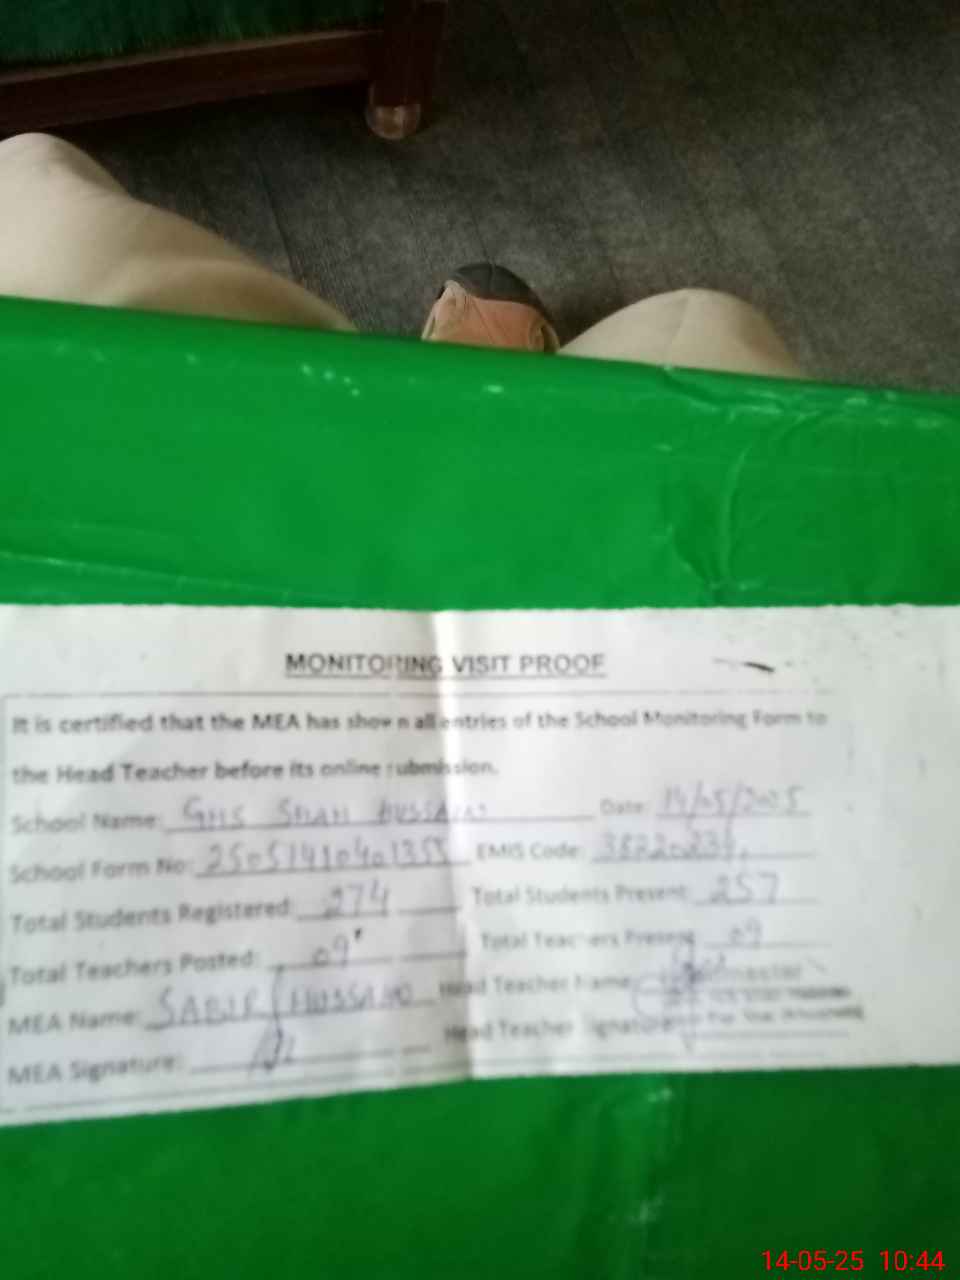 MONITORING VISIT PROOF
It is certified that the MEA has shown all entries of the School Monitoring Form to
the Head Teacher before its online submission.
School Name: GHS SHAH HUSSAIN Date: 14/05/2025
School Form No: EMIS Code:
Total Students Registered: 274 Total Students Present: 257
Total Teachers Posted: 09 Total Teachers Present 09
MEA Name: SABIR HUSSAIN Head Teacher Name:
MEA Signature: Head Teacher Signature:
14-05-25 10:44